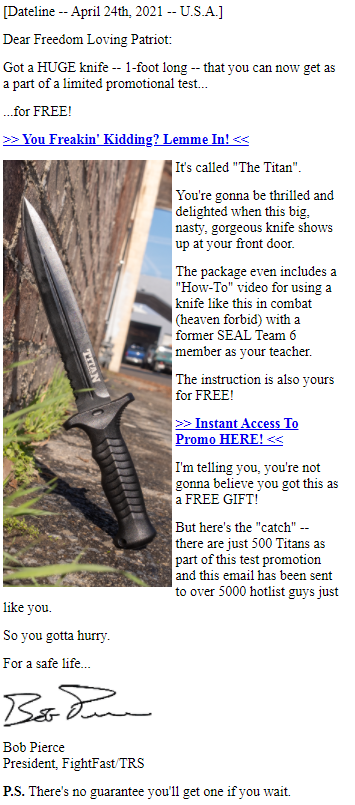 [Dateline -- April 24th, 2021 -- U.S.A.]
Dear Freedom Loving Patriot:
Got a HUGE knife -- 1-foot long -- that you can now get as
a part of a limited promotional test...
...for FREE!
>> You Freakin' Kidding? Lemme In! <<
It's called "The Titan".
You're gonna be thrilled and
delighted when this big,
nasty, gorgeous knife shows
up at your front door.
The package even includes a
"How-To" video for using a
knife like this in combat
(heaven forbid) with a
former SEAL Team 6
member as your teacher.
The instruction is also yours
for FREE!
>> Instant Access To
Promo HERE! <<
I'm telling you, you're not
gonna believe you got this as
a FREE GIFT!
But here's the "catch" --
there are just 500 Titans as
part of this test promotion
and this email has been sent
to over 5000 hotlist guys just
like you.
TITAN
So you gotta hurry.
For a safe life...
Bob Pierce
Bob Pierce
President, FightFast/TRS
P.S. There's no guarantee you'll get one if you wait.